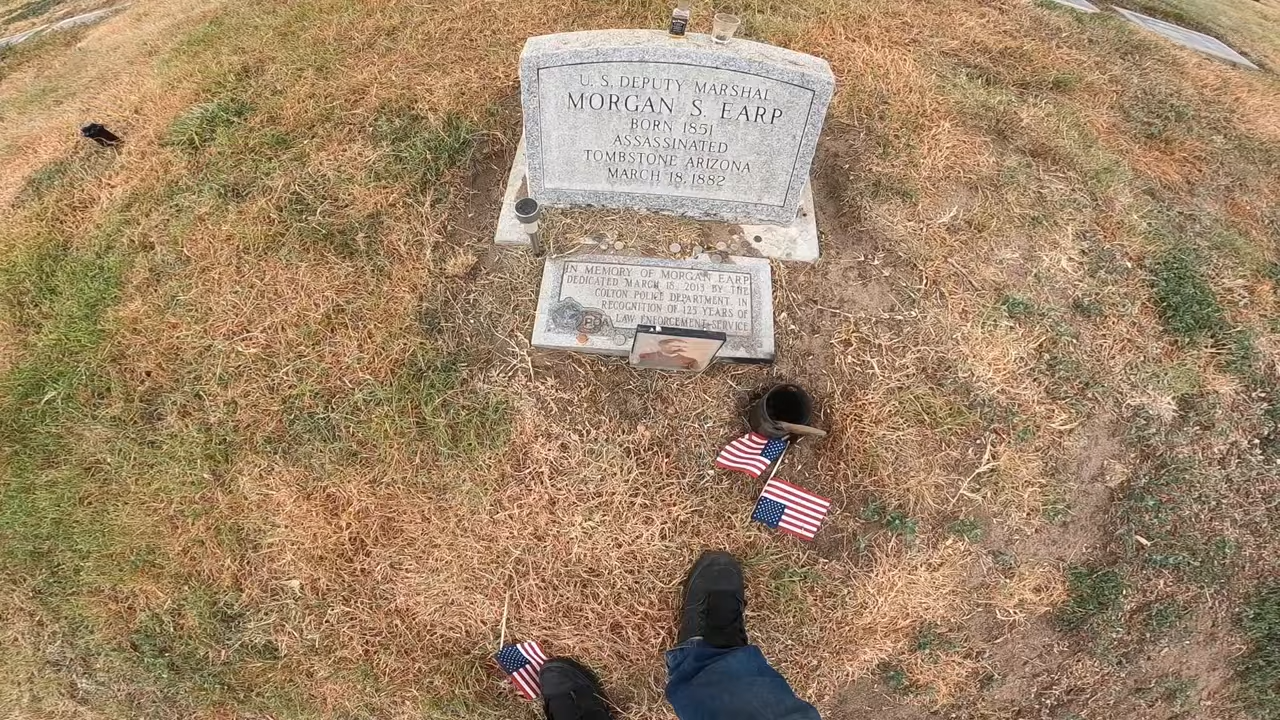 U. S. DEPUTY MARSHAL
MORGAN S. EARP
BORN 1851
ASSASSINATED
TOMBSTONE ARIZONA
MARCH 18, 1882
IN MEMORY OF MORGAN EARP
DEDICATED MARCH 18, 2013 BY THE
COLTON POLICE DEPARTMENT, IN
RECOGNITION OF 125 YEARS OF
LAW ENFORCEMENT SERVICE